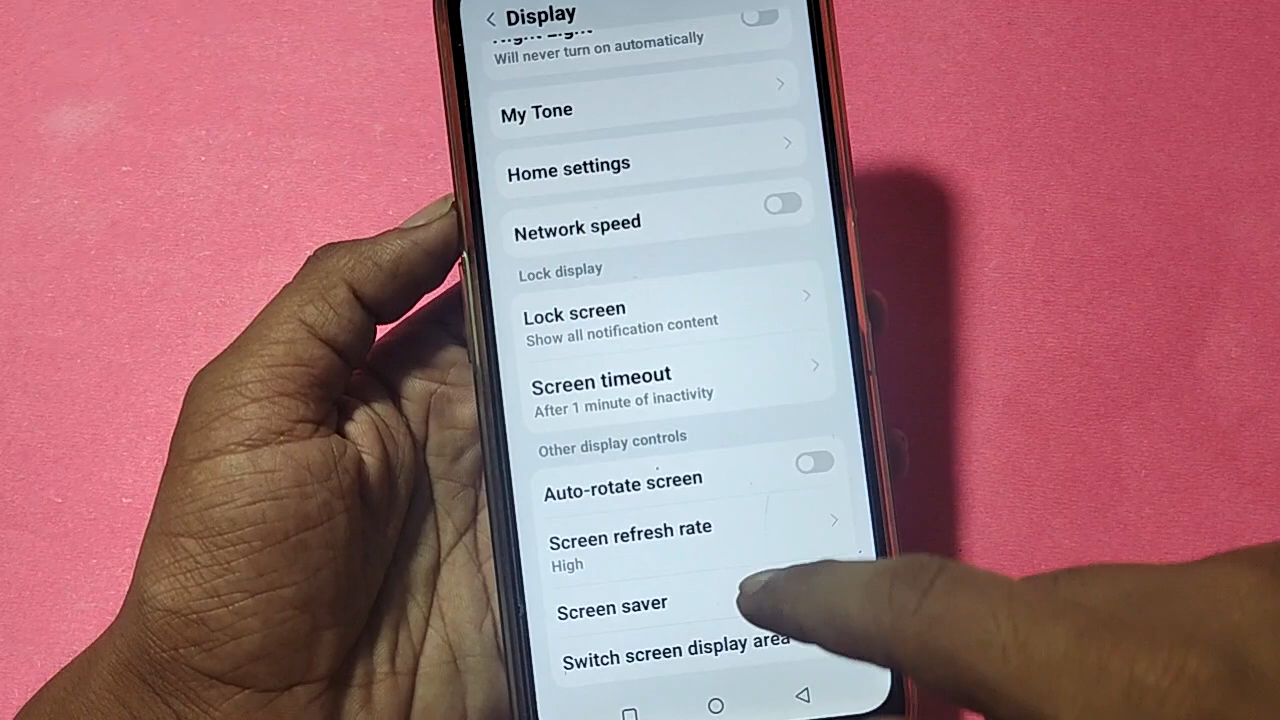 Display
Will never turn on automatically
My Tone
Home settings
Network speed
Lock display
Lock screen
Show all notification content
Screen timeout
After 1 minute of inactivity
Other display controls
Auto-rotate screen
Screen refresh rate
High
Screen saver
Switch screen display area